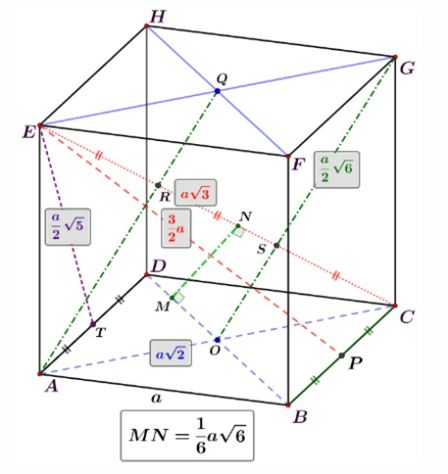 H
Q
G
E
F
a/2 √6
R
a√3
a/2 √5
3/2 a
N
S
D
M
T
C
O
a√2
P
A
a
B
MN = 1/6 a√6